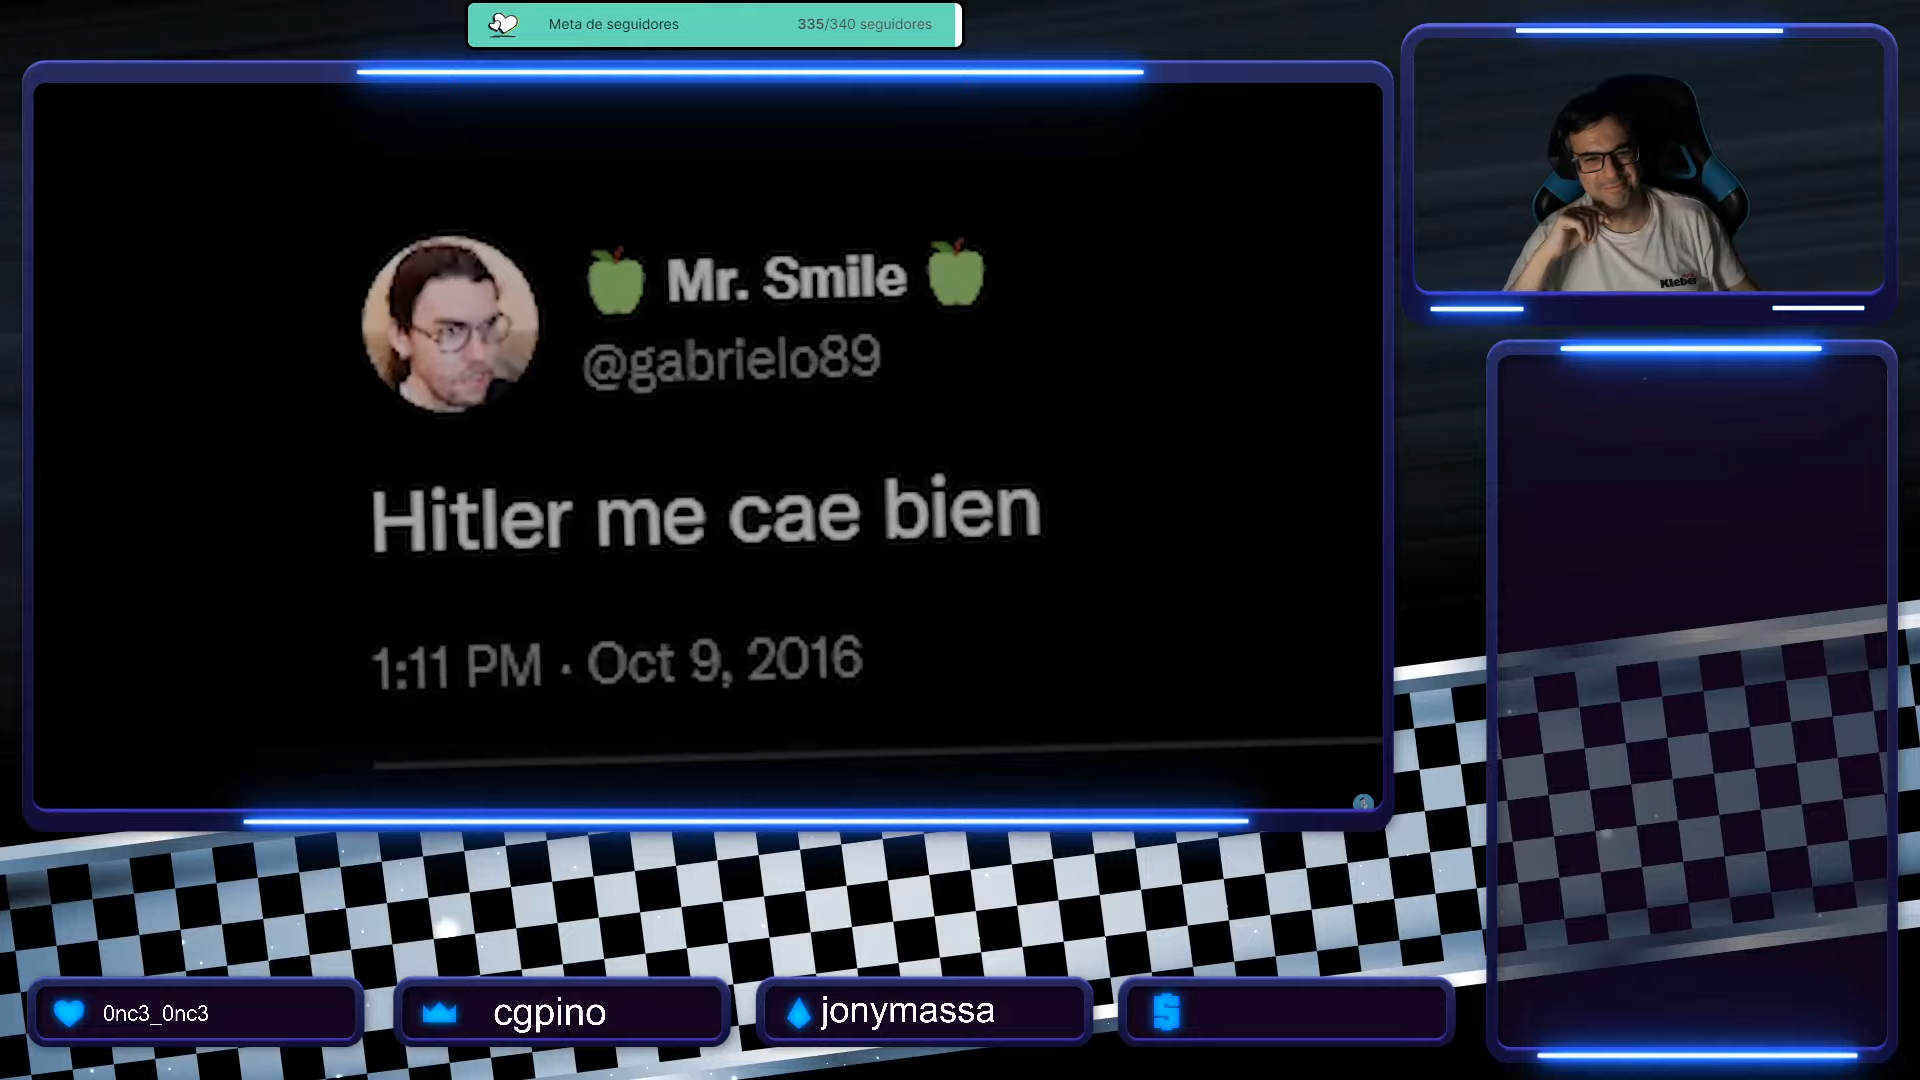 Meta de seguidores
335/340 seguidores
🍏 Mr. Smile 🍏
@gabrielo89
Hitler me cae bien
1:11 PM · Oct 9, 2016
Kleber
0nc3_0nc3
cgpino
jonymassa